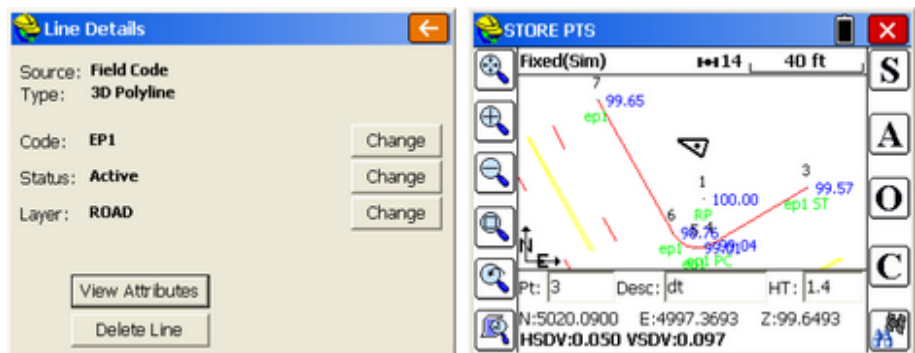 Line Details
Source: Field Code
Type: 3D Polyline
Code: EP1 Change
Status: Active Change
Layer: ROAD Change
View Attributes
Delete Line
STORE PTS
Fixed(Sim) 14 40 ft S
7
99.65
ep1
A
3
99.57
ep1 ST
1
100.00
RP
O
6
98.76
ep1
ep1 PC
N
E
C
Pt: 3 Desc: dt HT: 1.4
N:5020.0900 E:4997.3693 Z:99.6493
HSDV:0.050 VSDV:0.097